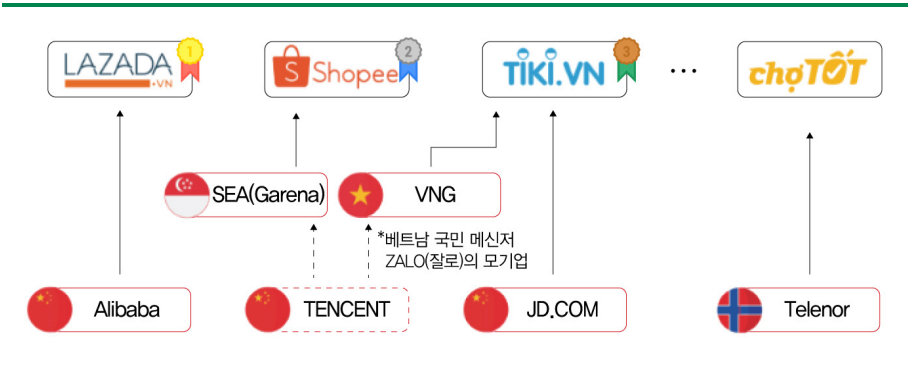 LAZADA
.VN
1
S Shopee
2
TiKi.VN
3
...
chợTỐT
SEA(Garena)
VNG
*베트남 국민 메신저
ZALO(잘로)의 모기업
Alibaba
TENCENT
JD.COM
Telenor